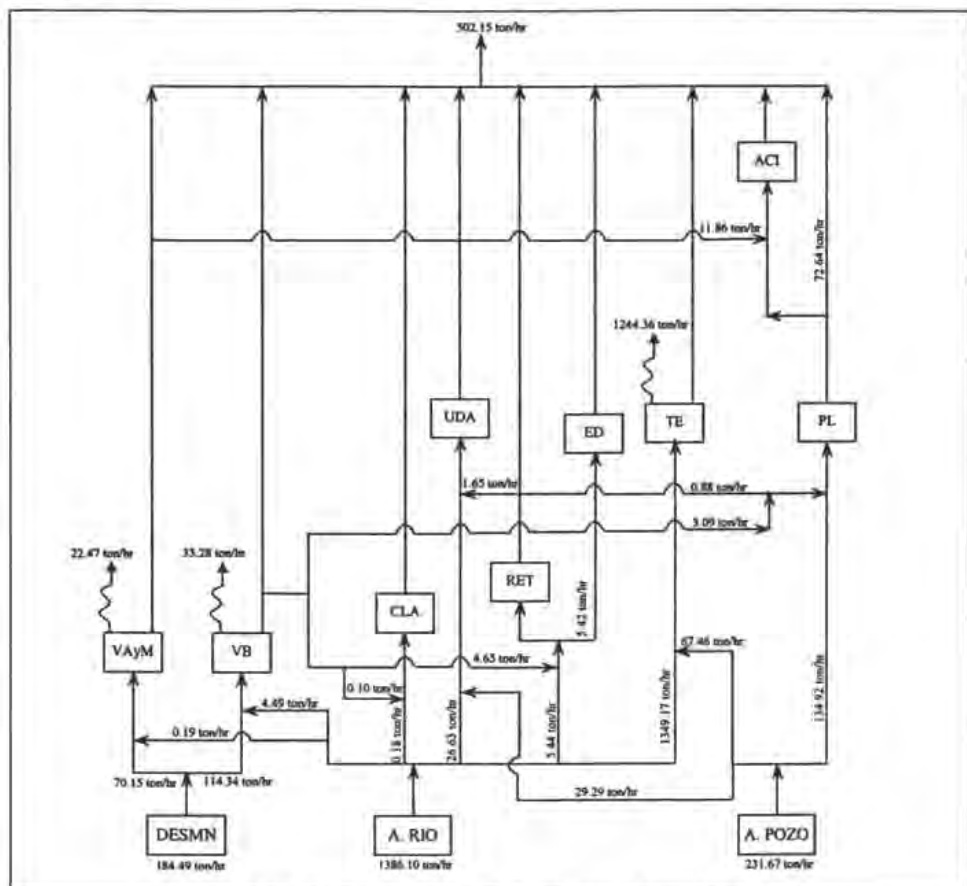 502.15 ton/hr
ACI
11.86 ton/hr
72.64 ton/hr
1244.36 ton/hr
UDA
ED
TE
PL
1.65 ton/hr
0.88 ton/hr
3.09 ton/hr
22.47 ton/hr
33.28 ton/hr
CLA
RET
5.42 ton/hr
VAyM
VB
67.46 ton/hr
4.65 ton/hr
0.10 ton/hr
4.49 ton/hr
0.19 ton/hr
0.18 ton/hr
26.63 ton/hr
5.44 ton/hr
1349.17 ton/hr
134.92 ton/hr
70.15 ton/hr
114.34 ton/hr
29.29 ton/hr
DESMN
A. RIO
A. POZO
184.49 ton/hr
1386.10 ton/hr
231.67 ton/hr